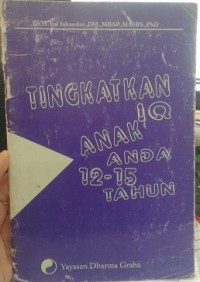 TINGKATKAN
IQ
ANAK
ANDA
12-15
TAHUN
Yayasan Dharma Graha